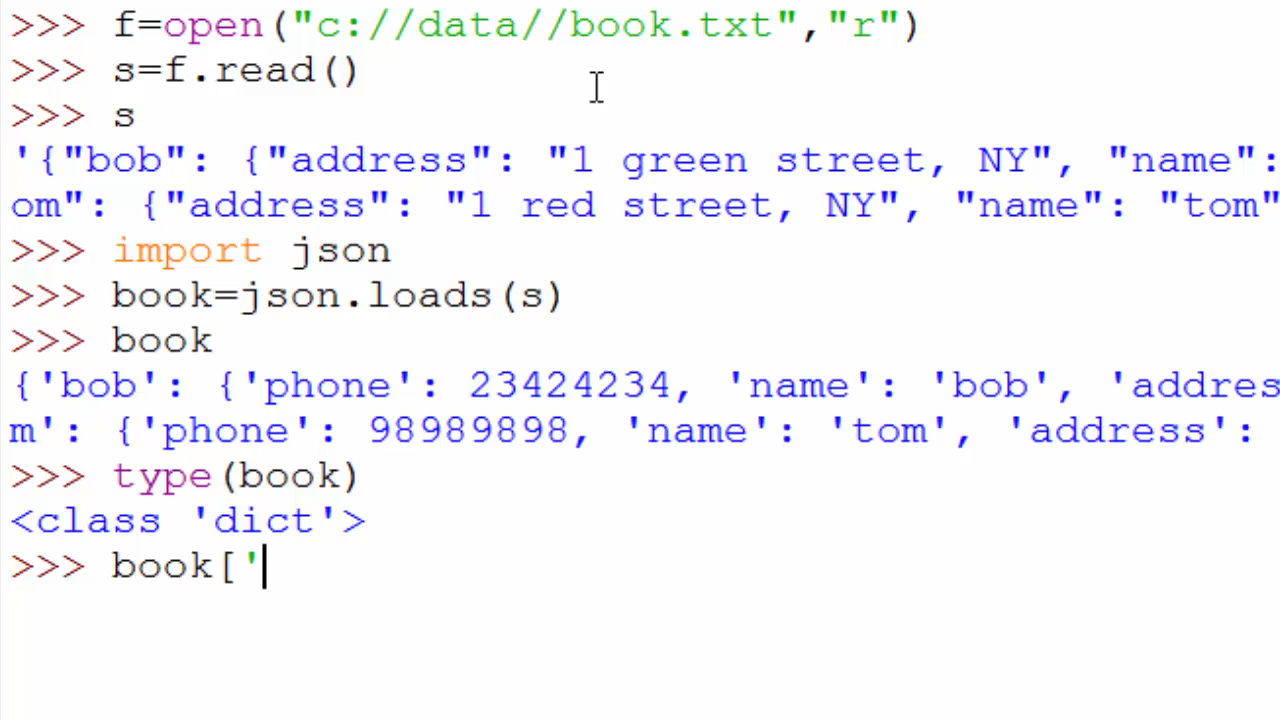 >>> f=open("c://data//book.txt","r")
>>> s=f.read()
>>> s
'{"bob": {"address": "1 green street, NY", "name":
om": {"address": "1 red street, NY", "name": "tom"
>>> import json
>>> book=json.loads(s)
>>> book
{'bob': {'phone': 23424234, 'name': 'bob', 'addres
m': {'phone': 98989898, 'name': 'tom', 'address':
>>> type(book)
<class 'dict'>
>>> book['